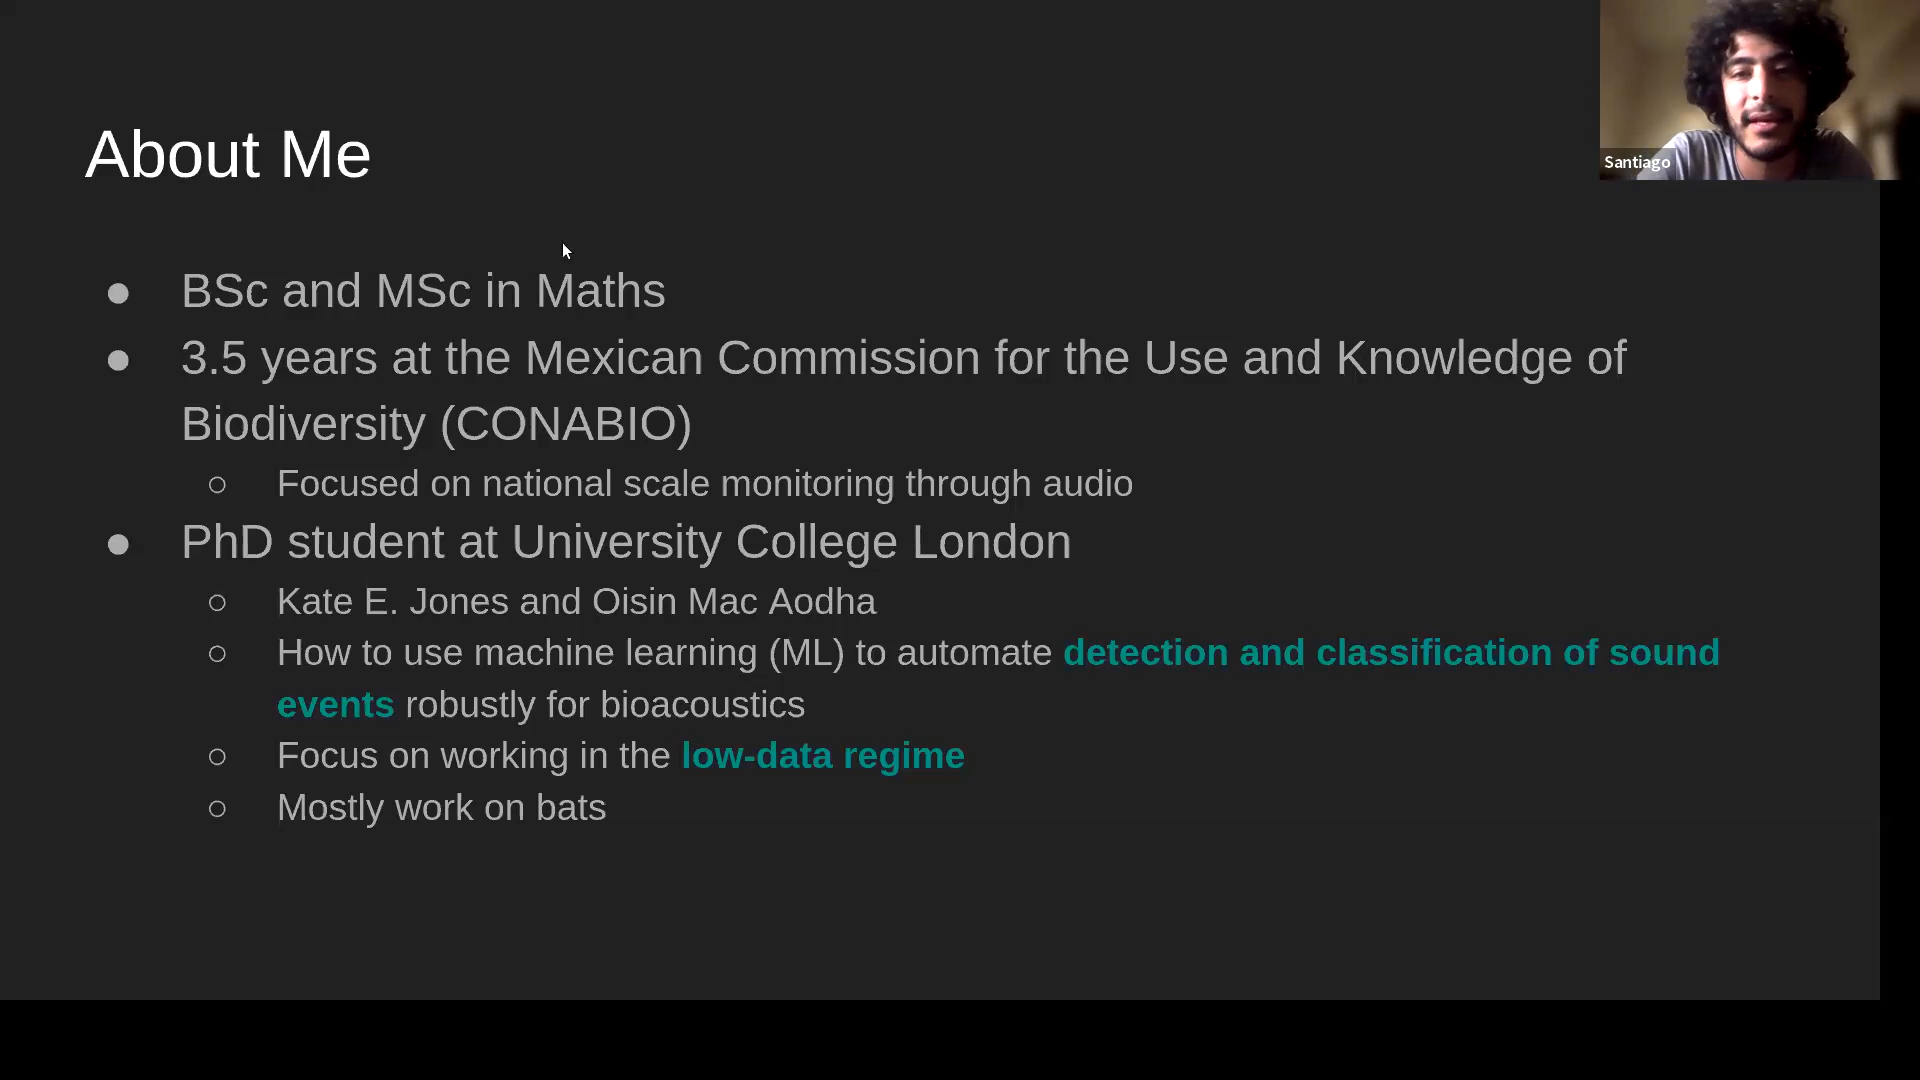 Santiago
About Me
● BSc and MSc in Maths
● 3.5 years at the Mexican Commission for the Use and Knowledge of
Biodiversity (CONABIO)
○ Focused on national scale monitoring through audio
● PhD student at University College London
○ Kate E. Jones and Oisin Mac Aodha
○ How to use machine learning (ML) to automate detection and classification of sound
events robustly for bioacoustics
○ Focus on working in the low-data regime
○ Mostly work on bats